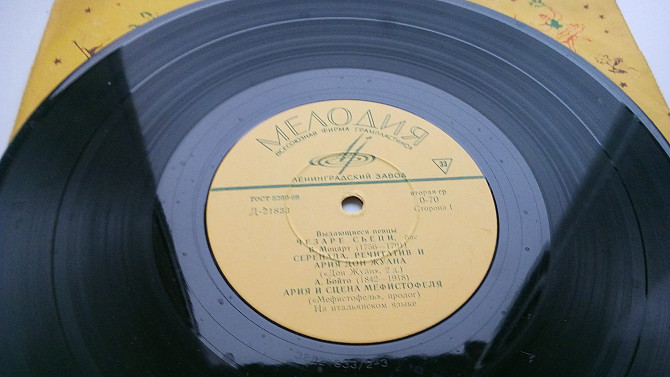 МЕЛОДИЯ
ВСЕСОЮЗНАЯ ФИРМА ГРАМПЛАСТИНОК
33
ЛЕНИНГРАДСКИЙ ЗАВОД
ГОСТ 5289-68
Д-21833
вторая гр
0-70
Сторона 1
Выдающиеся певцы
ЧЕЗАРЕ СЬЕПИ, бас
В. Моцарт (1756–1791)
СЕРЕНАДА, РЕЧИТАТИВ И
АРИЯ ДОН ЖУАНА
(«Дон Жуан», 2 д.)
А. Бойто (1842–1918)
АРИЯ И СЦЕНА МЕФИСТОФЕЛЯ
(«Мефистофель», пролог)
На итальянском языке